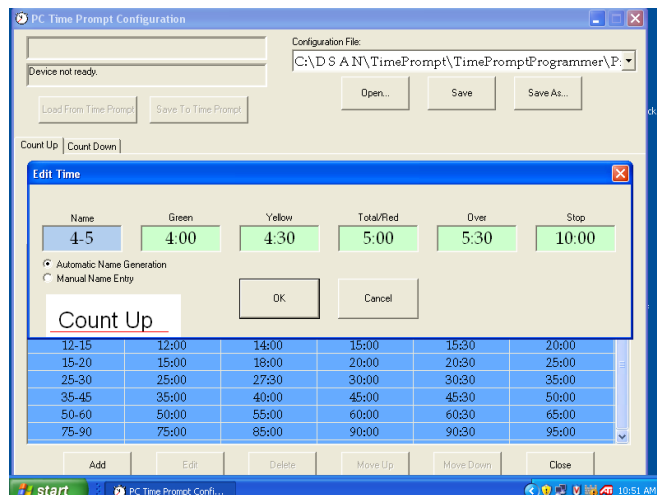 PC Time Prompt Configuration
Configuration File:
C:\D S A N\TimePrompt\TimePromptProgrammer\P
Device not ready.
Open... Save Save As...
Load From Time Prompt Save To Time Prompt
Count Up Count Down
Edit Time
Name Green Yellow Total/Red Over Stop
4-5 4:00 4:30 5:00 5:30 10:00
Automatic Name Generation
Manual Name Entry
OK Cancel
Count Up
12-15 12:00 14:00 15:00 15:30 20:00
15-20 15:00 18:00 20:00 20:30 25:00
25-30 25:00 27:30 30:00 30:30 35:00
35-45 35:00 40:00 45:00 45:30 50:00
50-60 50:00 55:00 60:00 60:30 65:00
75-90 75:00 85:00 90:00 90:30 95:00
Add Edit Delete Move Up Move Down Close
start PC Time Prompt Confi... 10:51 AM